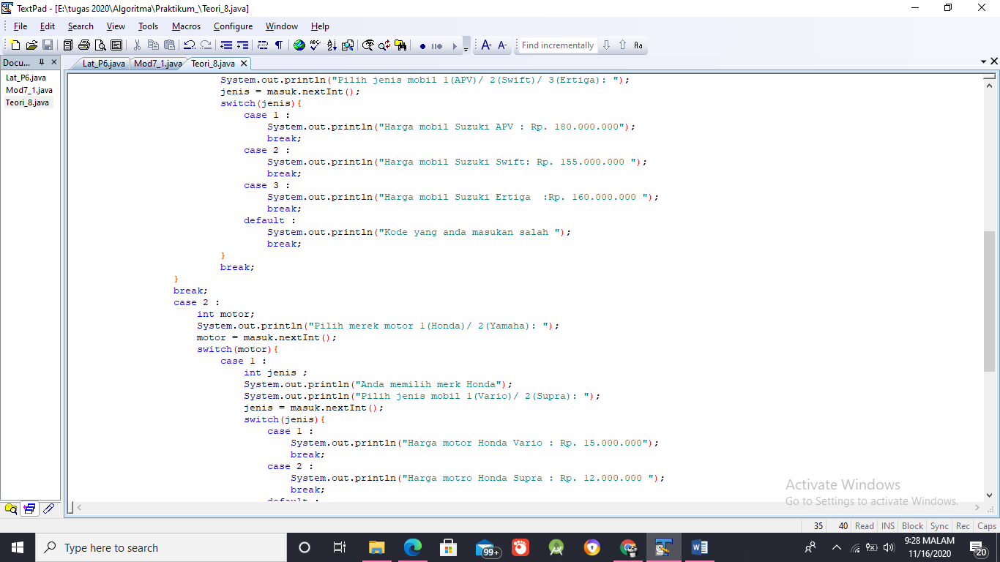 TextPad - [E:\tugas 2020\Algoritma\Praktikum_\Teori_8.java]
File Edit Search View Tools Macros Configure Window Help
Find incrementally Aa
Docu...
Lat_P6.java Mod7_1.java Teori_8.java
Lat_P6.java
Mod7_1.java
Teori_8.java
System.out.println("Pilih jenis mobil 1(APV)/ 2(Swift)/ 3(Ertiga): ");
jenis = masuk.nextInt();
switch(jenis){
case 1 :
System.out.println("Harga mobil Suzuki APV : Rp. 180.000.000");
break;
case 2 :
System.out.println("Harga mobil Suzuki Swift: Rp. 155.000.000 ");
break;
case 3 :
System.out.println("Harga mobil Suzuki Ertiga  :Rp. 160.000.000 ");
break;
default :
System.out.println("Kode yang anda masukan salah ");
break;
}
break;
}
break;
case 2 :
int motor;
System.out.println("Pilih merek motor 1(Honda)/ 2(Yamaha): ");
motor = masuk.nextInt();
switch(motor){
case 1 :
int jenis ;
System.out.println("Anda memilih merk Honda");
System.out.println("Pilih jenis mobil 1(Vario)/ 2(Supra): ");
jenis = masuk.nextInt();
switch(jenis){
case 1 :
System.out.println("Harga motor Honda Vario : Rp. 15.000.000");
break;
case 2 :
System.out.println("Harga motro Honda Supra : Rp. 12.000.000 ");
break;
default :
Activate Windows
Go to Settings to activate Windows.
35 40 Read INS Block Sync Rec Caps
Type here to search
99+
9:28 MALAM
11/16/2020
20